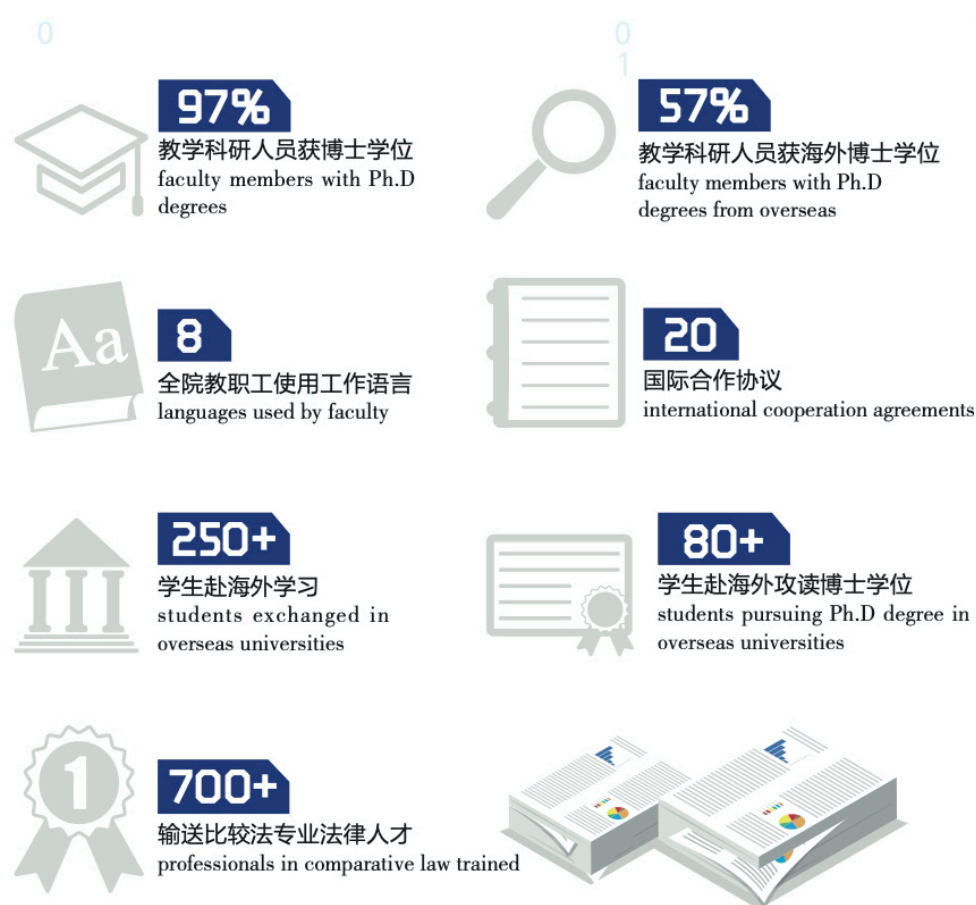 0
0
1
97%
教学科研人员获博士学位
faculty members with Ph.D
degrees
57%
教学科研人员获海外博士学位
faculty members with Ph.D
degrees from overseas
Aa
8
全院教职工使用工作语言
languages used by faculty
20
国际合作协议
international cooperation agreements
250+
学生赴海外学习
students exchanged in
overseas universities
80+
学生赴海外攻读博士学位
students pursuing Ph.D degree in
overseas universities
1
700+
输送比较法专业法律人才
professionals in comparative law trained